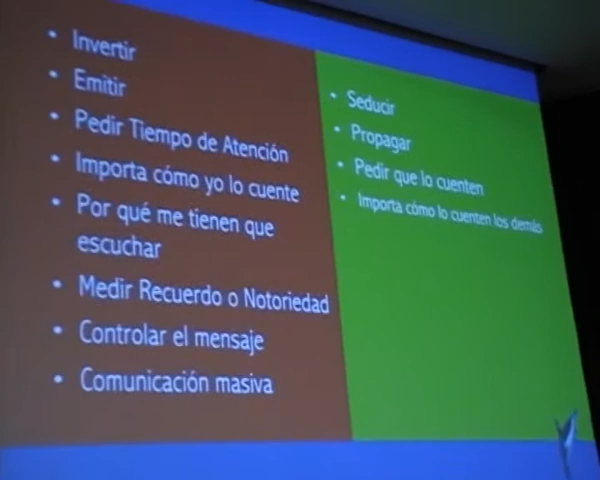 • Invertir
• Emitir
• Pedir Tiempo de Atención
• Importa cómo yo lo cuente
• Por qué me tienen que
escuchar
• Medir Recuerdo o Notoriedad
• Controlar el mensaje
• Comunicación masiva
• Seducir
• Propagar
• Pedir que lo cuenten
• Importa cómo lo cuenten los demás